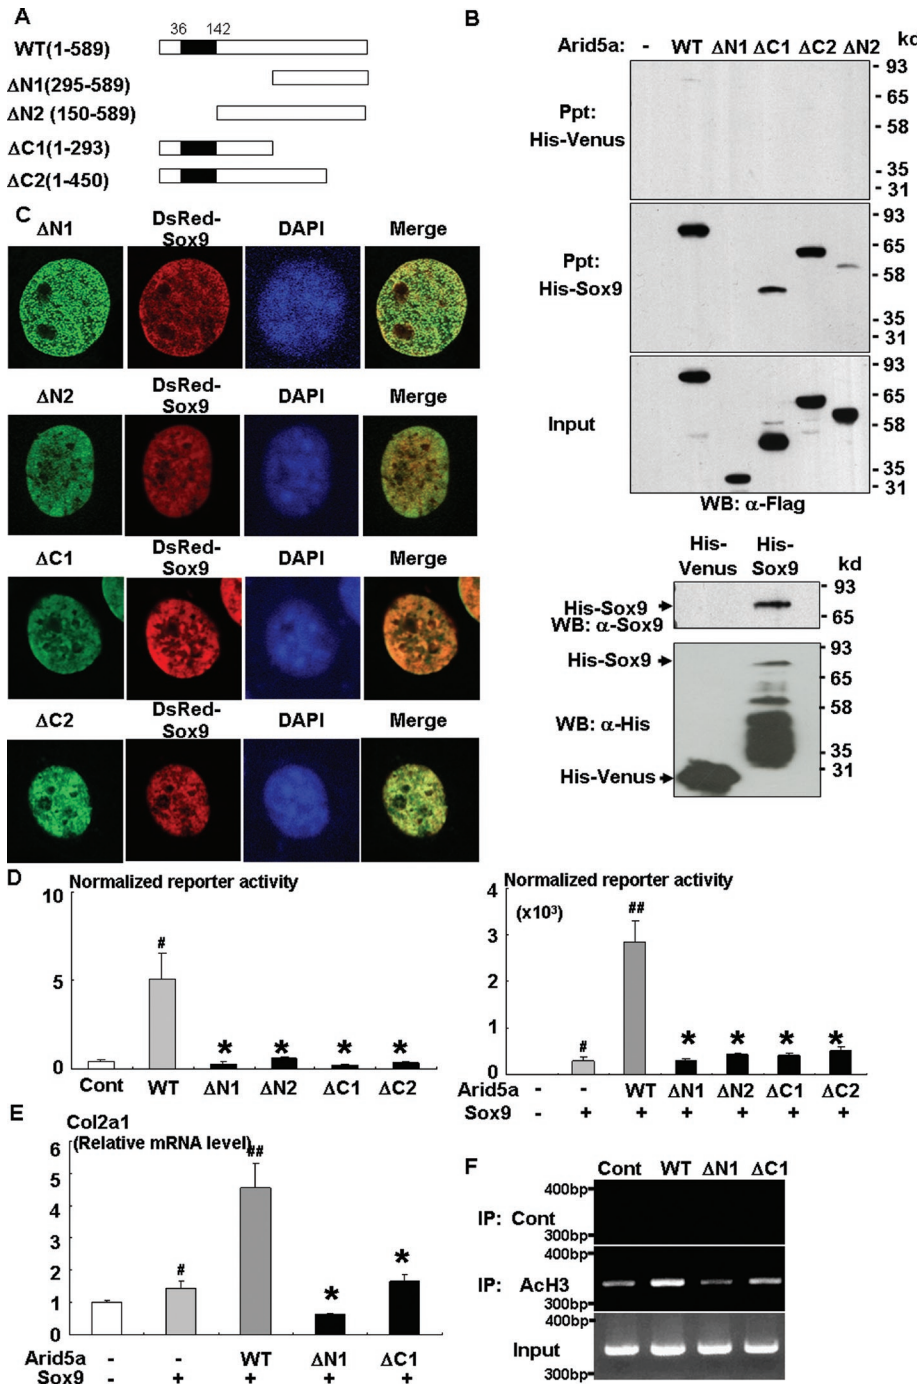 A
36 142
WT(1-589)
ΔN1(295-589)
ΔN2 (150-589)
ΔC1(1-293)
ΔC2(1-450)
B
Arid5a: - WT ΔN1 ΔC1 ΔC2 ΔN2 kd
Ppt:
His-Venus
- 93
- 65
- 58
- 35
- 31
Ppt:
His-Sox9
- 93
- 65
- 58
- 35
- 31
Input
- 93
- 65
- 58
- 35
- 31
WB: α-Flag
His-
Venus
His-
Sox9
kd
His-Sox9
WB: α-Sox9
- 93
- 65
His-Sox9
WB: α-His
His-Venus
- 93
- 65
- 58
- 35
- 31
C
ΔN1 DsRed-
Sox9 DAPI Merge
ΔN2 DsRed-
Sox9 DAPI Merge
ΔC1 DsRed-
Sox9 DAPI Merge
ΔC2 DsRed-
Sox9 DAPI Merge
D
Normalized reporter activity
10
5
0
# * * * *
Cont WT ΔN1 ΔN2 ΔC1 ΔC2
Normalized reporter activity
(x10³)
4
3
2
1
0
# ## * * * *
Arid5a - - WT ΔN1 ΔN2 ΔC1 ΔC2
Sox9 - + + + + + +
E
Col2a1
(Relative mRNA level)
6
5
4
3
2
1
0
# ## * *
Arid5a - - WT ΔN1 ΔC1
Sox9 - + + + +
F
Cont WT ΔN1 ΔC1
400bp
IP: Cont
300bp
400bp
IP: AcH3
300bp
400bp
Input
300bp